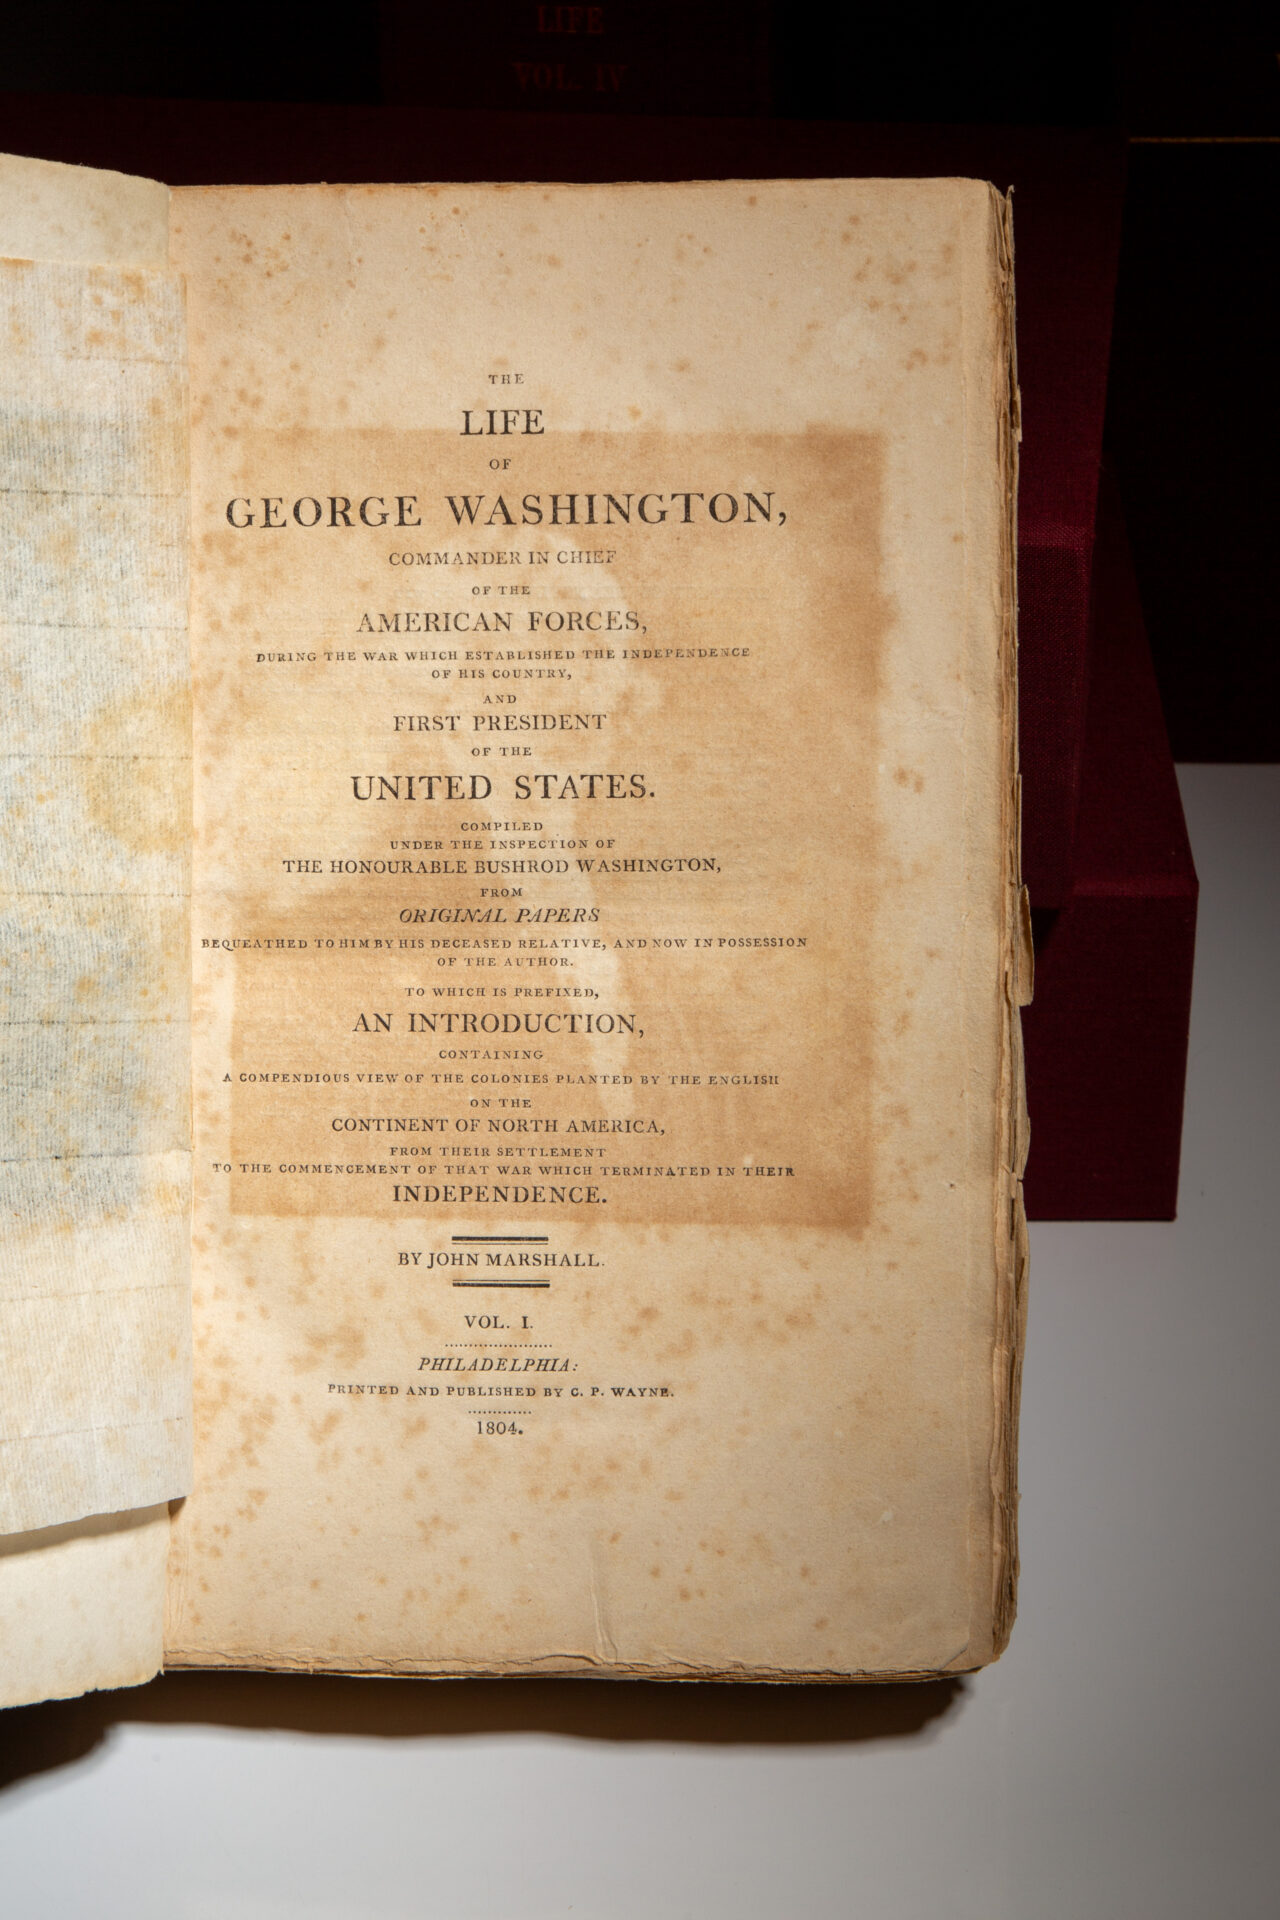 LIFE
VOL. IV
THE
LIFE
OF
GEORGE WASHINGTON,
COMMANDER IN CHIEF
OF THE
AMERICAN FORCES,
DURING THE WAR WHICH ESTABLISHED THE INDEPENDENCE
OF HIS COUNTRY,
AND
FIRST PRESIDENT
OF THE
UNITED STATES.
COMPILED
UNDER THE INSPECTION OF
THE HONOURABLE BUSHROD WASHINGTON,
FROM
ORIGINAL PAPERS
BEQUEATHED TO HIM BY HIS DECEASED RELATIVE, AND NOW IN POSSESSION
OF THE AUTHOR.
TO WHICH IS PREFIXED,
AN INTRODUCTION,
CONTAINING
A COMPENDIOUS VIEW OF THE COLONIES PLANTED BY THE ENGLISH
ON THE
CONTINENT OF NORTH AMERICA,
FROM THEIR SETTLEMENT
TO THE COMMENCEMENT OF THAT WAR WHICH TERMINATED IN THEIR
INDEPENDENCE.
BY JOHN MARSHALL.
VOL. I.
PHILADELPHIA:
PRINTED AND PUBLISHED BY C. P. WAYNE.
1804.